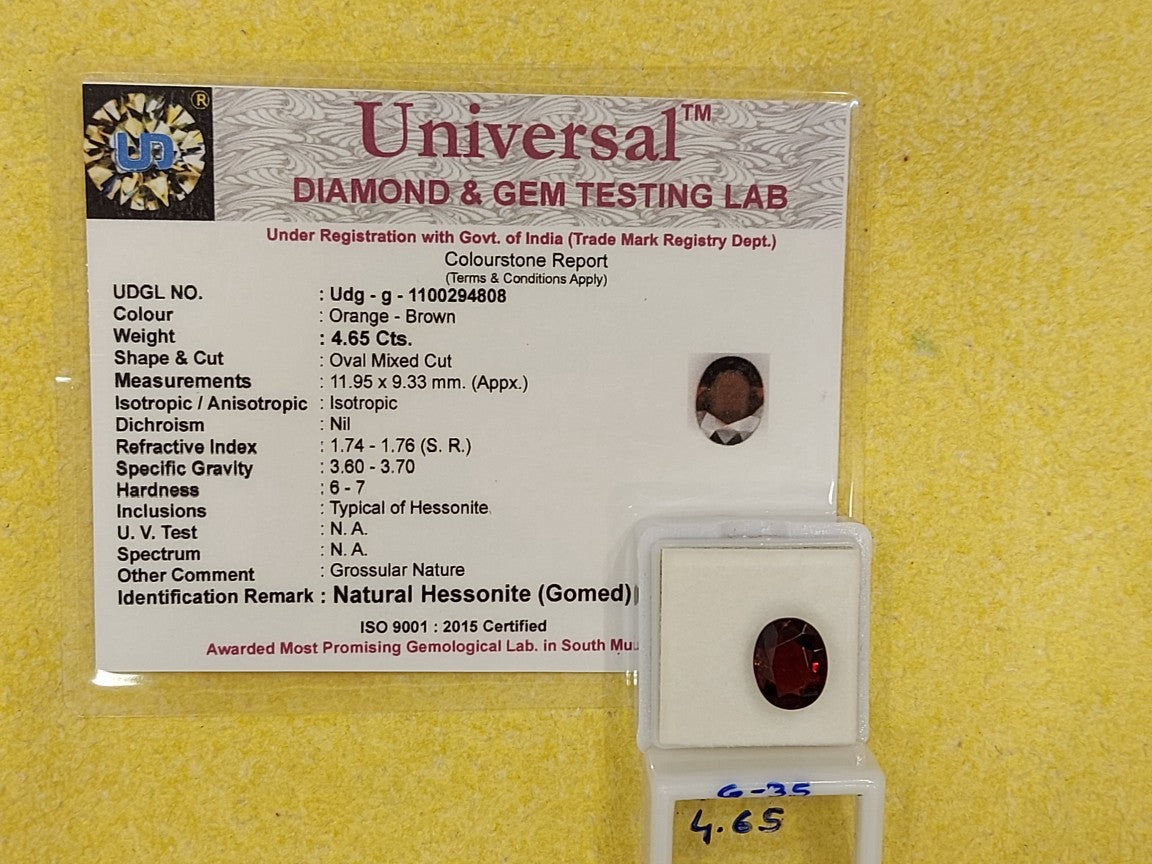 UD ®
Universal™
DIAMOND & GEM TESTING LAB
Under Registration with Govt. of India (Trade Mark Registry Dept.)
Colourstone Report
(Terms & Conditions Apply)
UDGL NO. : Udg - g - 1100294808
Colour : Orange - Brown
Weight : 4.65 Cts.
Shape & Cut : Oval Mixed Cut
Measurements : 11.95 x 9.33 mm. (Appx.)
Isotropic / Anisotropic : Isotropic
Dichroism : Nil
Refractive Index : 1.74 - 1.76 (S. R.)
Specific Gravity : 3.60 - 3.70
Hardness : 6 - 7
Inclusions : Typical of Hessonite
U. V. Test : N. A.
Spectrum : N. A.
Other Comment : Grossular Nature
Identification Remark : Natural Hessonite (Gomed)
ISO 9001 : 2015 Certified
Awarded Most Promising Gemological Lab. in South
G-35
4.65